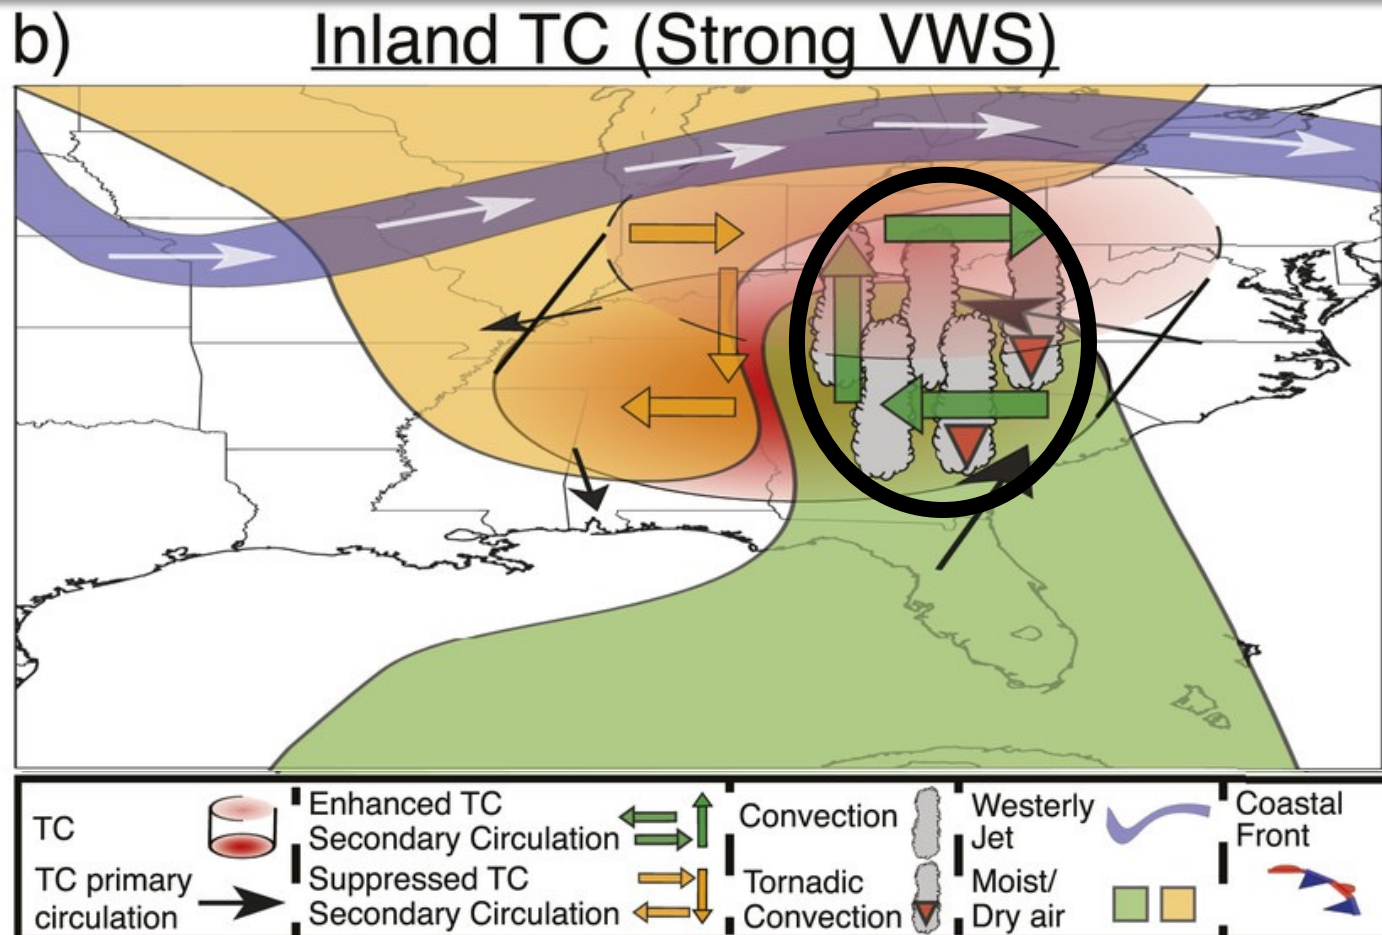 b)
Inland TC (Strong VWS)
TC
TC primary
circulation
Enhanced TC
Secondary Circulation
Suppressed TC
Secondary Circulation
Convection
Tornadic
Convection
Westerly
Jet
Moist/
Dry air
Coastal
Front